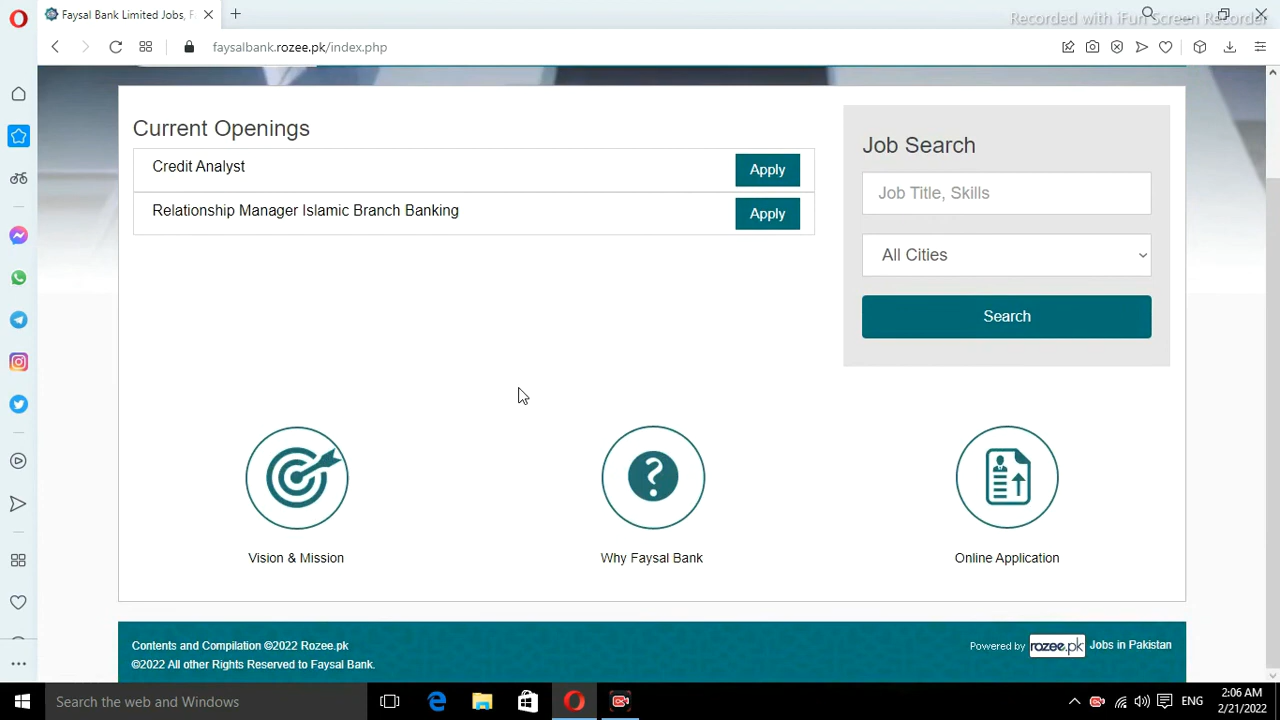 Faysal Bank Limited Jobs, F
Recorded with iFun Screen Recorder
faysalbank.rozee.pk/index.php
Current Openings
Credit Analyst
Apply
Relationship Manager Islamic Branch Banking
Apply
Job Search
Job Title, Skills
All Cities
Search
Vision & Mission
Why Faysal Bank
Online Application
Contents and Compilation ©2022 Rozee.pk
©2022 All other Rights Reserved to Faysal Bank.
Powered by rozee.pk Jobs in Pakistan
Search the web and Windows
ENG
2:06 AM
2/21/2022